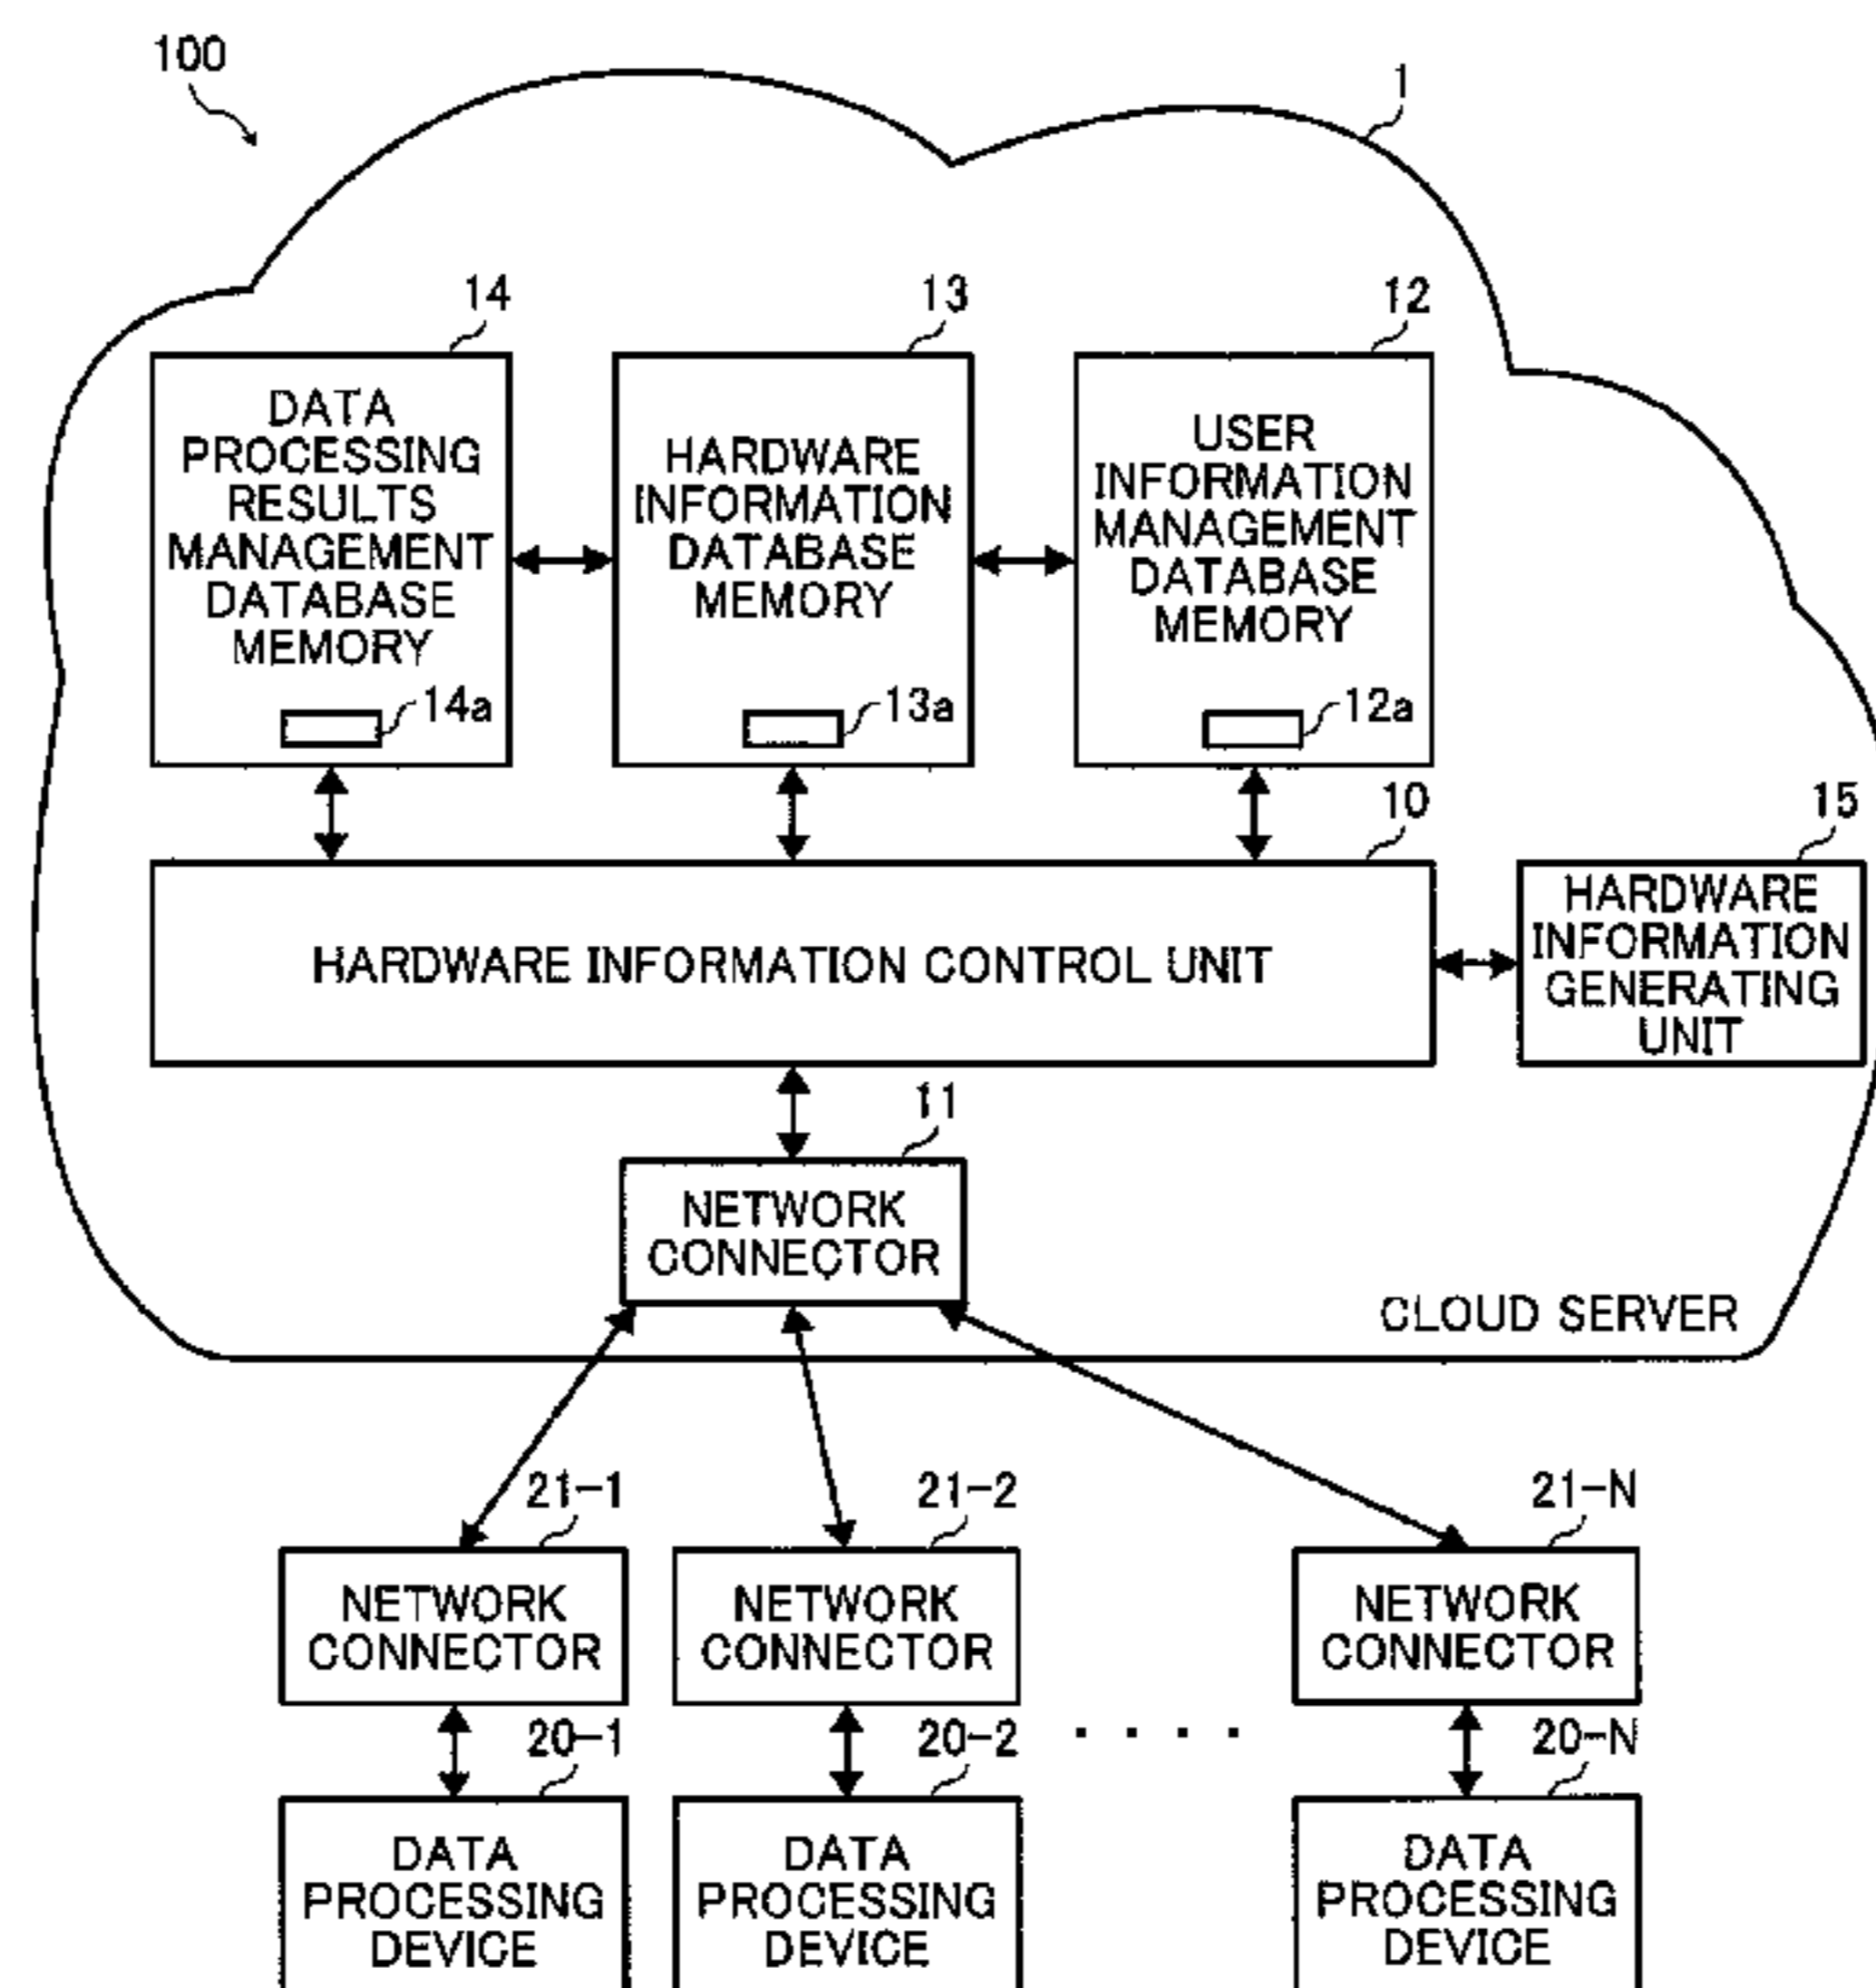 100
1
14
13
12
DATA
PROCESSING
RESULTS
MANAGEMENT
DATABASE
MEMORY
14a
HARDWARE
INFORMATION
DATABASE
MEMORY
13a
USER
INFORMATION
MANAGEMENT
DATABASE
MEMORY
12a
10
15
HARDWARE INFORMATION CONTROL UNIT
HARDWARE
INFORMATION
GENERATING
UNIT
11
NETWORK
CONNECTOR
CLOUD SERVER
21-1
21-2
21-N
NETWORK
CONNECTOR
NETWORK
CONNECTOR
NETWORK
CONNECTOR
20-1
20-2
. . . .
20-N
DATA
PROCESSING
DEVICE
DATA
PROCESSING
DEVICE
DATA
PROCESSING
DEVICE